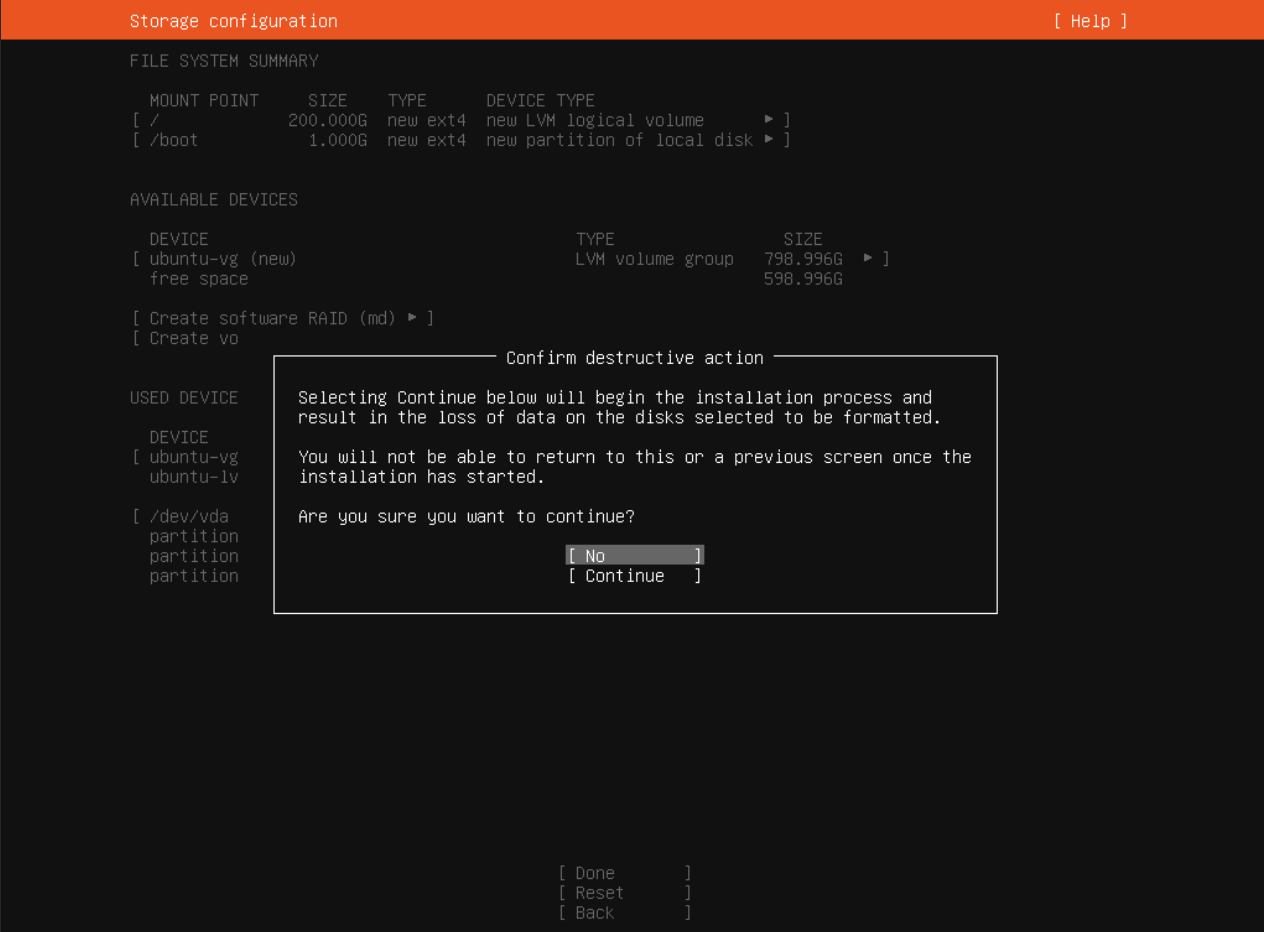 Storage configuration [ Help ]
FILE SYSTEM SUMMARY
MOUNT POINT SIZE TYPE DEVICE TYPE
[ / 200.000G new ext4 new LVM logical volume ▸ ]
[ /boot 1.000G new ext4 new partition of local disk ▸ ]
AVAILABLE DEVICES
DEVICE TYPE SIZE
[ ubuntu-vg (new) LVM volume group 798.996G ▸ ]
free space 598.996G
[ Create software RAID (md) ▸ ]
[ Create vo
USED DEVICE
DEVICE
[ ubuntu-vg
ubuntu-lv
[ /dev/vda
partition
partition
partition
Confirm destructive action
Selecting Continue below will begin the installation process and
result in the loss of data on the disks selected to be formatted.
You will not be able to return to this or a previous screen once the
installation has started.
Are you sure you want to continue?
[ No ]
[ Continue ]
[ Done ]
[ Reset ]
[ Back ]